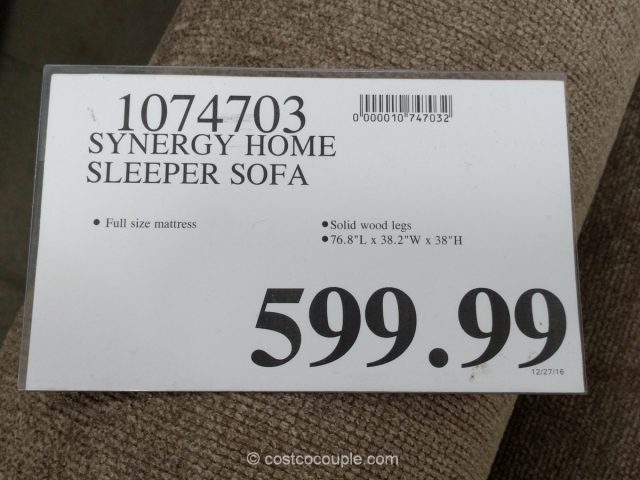 1074703
0 000010 747032
SYNERGY HOME
SLEEPER SOFA
• Full size mattress
• Solid wood legs
• 76.8"L x 38.2"W x 38"H
599.99
12/27/16
© costcocouple.com